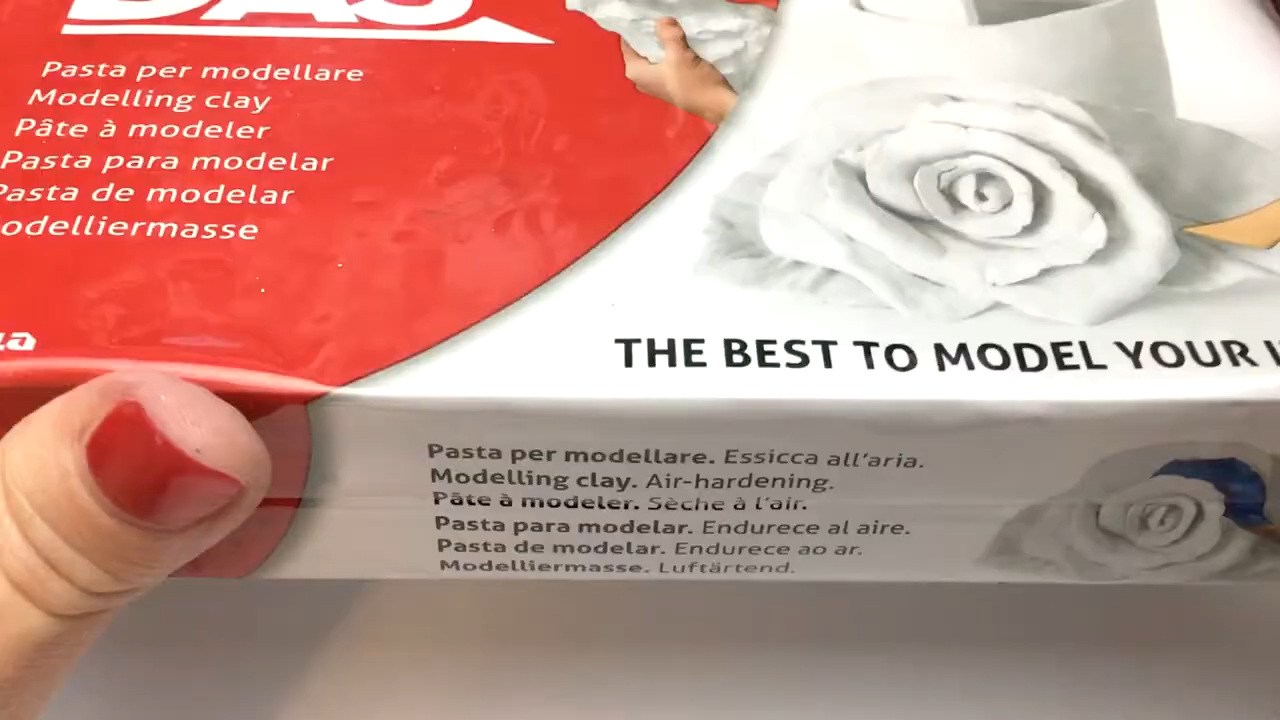 DAS
Pasta per modellare
Modelling clay
Pâte à modeler
Pasta para modelar
Pasta de modelar
odelliermasse
THE BEST TO MODEL YOUR
Pasta per modellare. Essicca all'aria.
Modelling clay. Air-hardening.
Pâte à modeler. Sèche à l'air.
Pasta para modelar. Endurece al aire.
Pasta de modelar. Endurece ao ar.
Modelliermasse. Luftärtend.